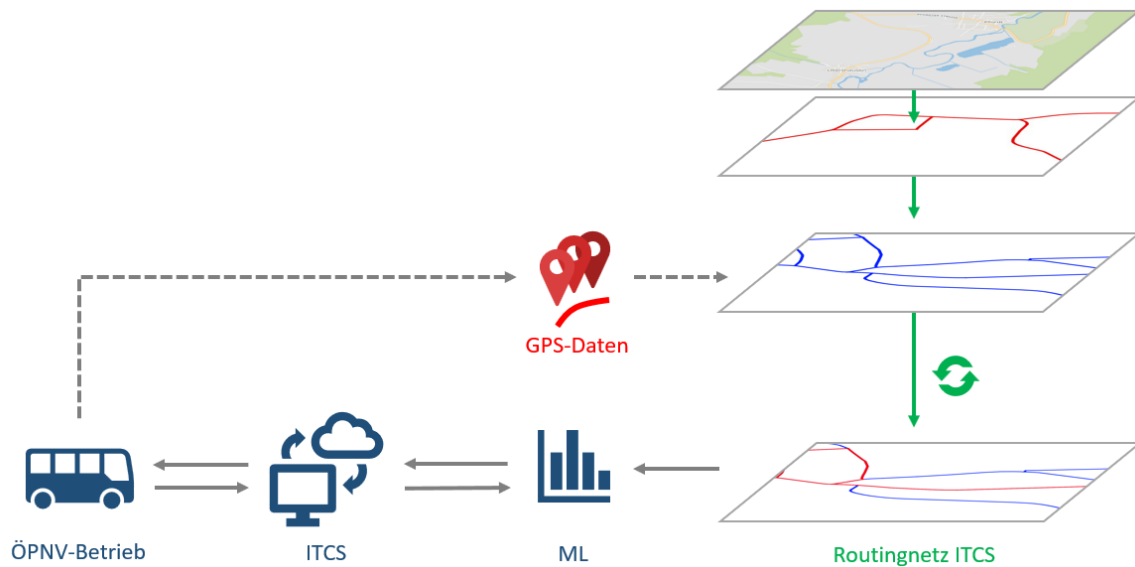 GPS-Daten
ÖPNV-Betrieb
ITCS
ML
Routingnetz ITCS